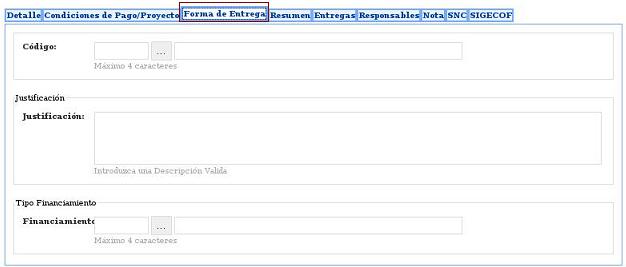 Detalle Condiciones de Pago/Proyecto Forma de Entrega Resumen Entregas Responsables Nota SNC SIGECOF
Código: ...
Máximo 4 caracteres
Justificación
Justificación:
Introduzca una Descripción Valida
Tipo Financiamiento
Financiamiento ...
Máximo 4 caracteres